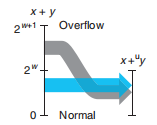 x + y
2^{w+1} Overflow
x +^{u} y
2^{w}
0 Normal